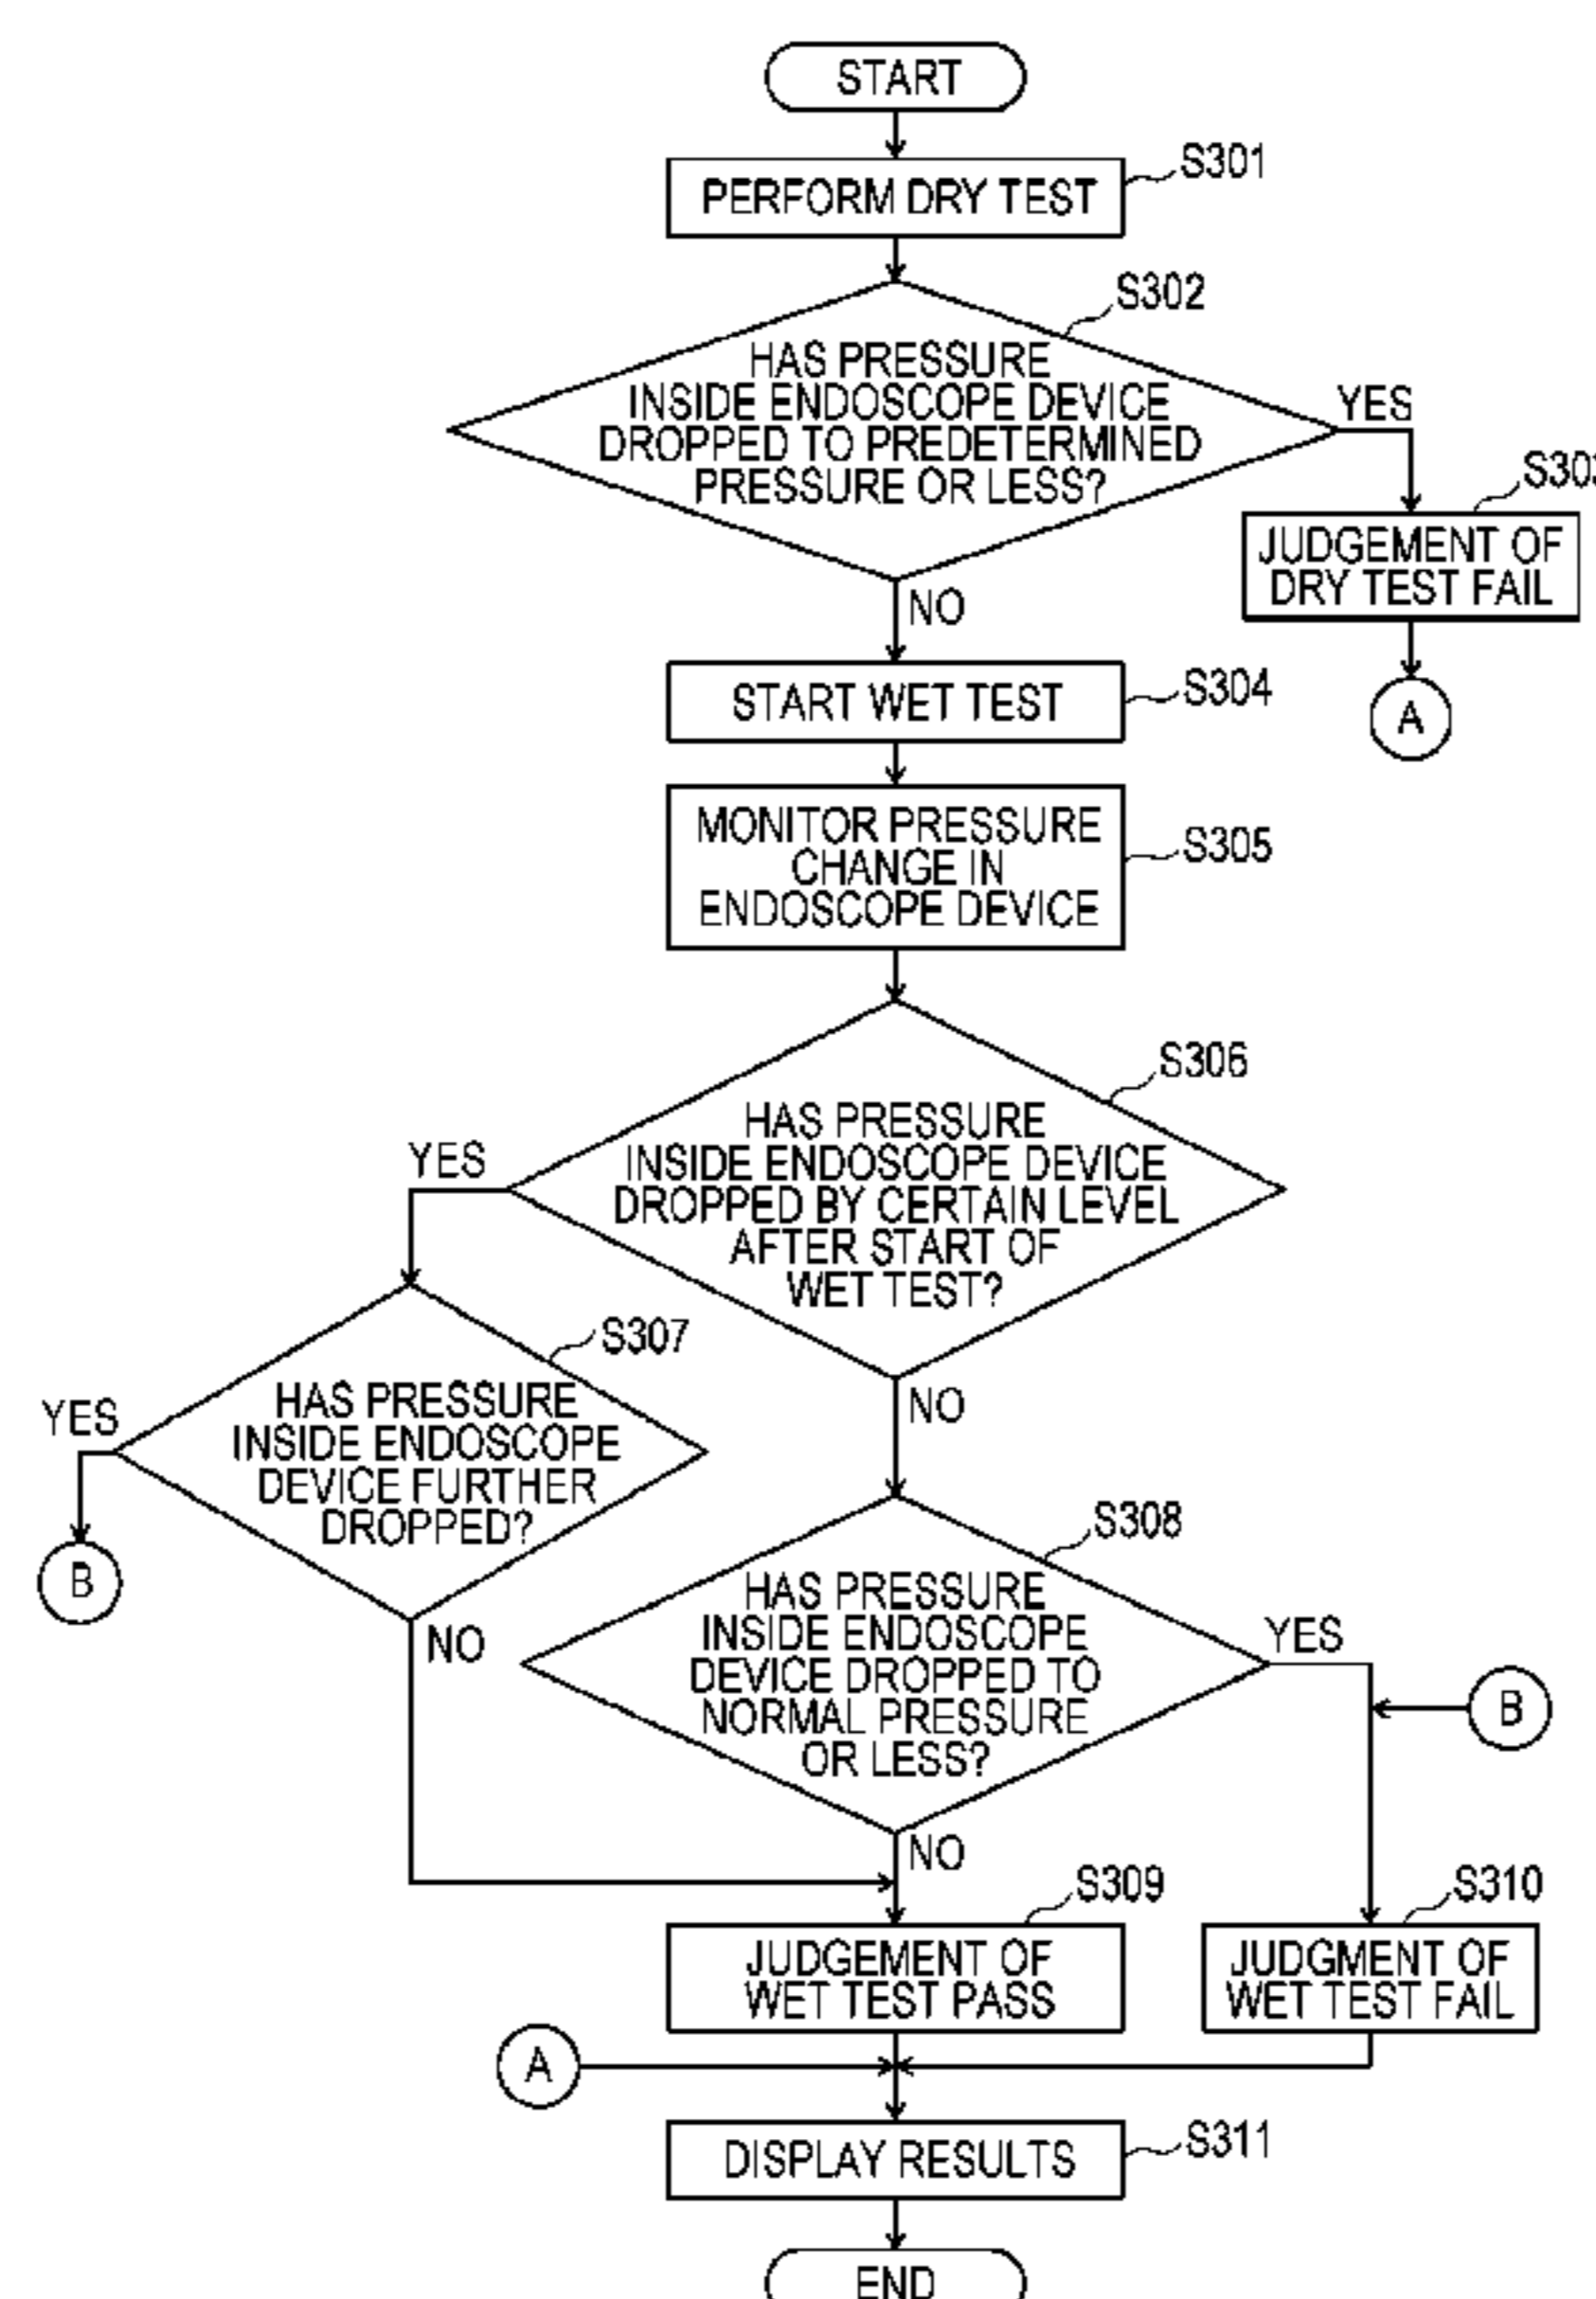 START
PERFORM DRY TEST
S301
S302
HAS PRESSURE
INSIDE ENDOSCOPE DEVICE
DROPPED TO PREDETERMINED
PRESSURE OR LESS?
YES
NO
JUDGEMENT OF
DRY TEST FAIL
A
START WET TEST
S304
MONITOR PRESSURE
CHANGE IN
ENDOSCOPE DEVICE
S305
S306
HAS PRESSURE
INSIDE ENDOSCOPE DEVICE
DROPPED BY CERTAIN LEVEL
AFTER START OF
WET TEST?
YES
NO
S307
HAS PRESSURE
INSIDE ENDOSCOPE
DEVICE FURTHER
DROPPED?
YES
B
NO
S308
HAS PRESSURE
INSIDE ENDOSCOPE
DEVICE DROPPED TO
NORMAL PRESSURE
OR LESS?
YES
B
NO
S309
JUDGEMENT OF
WET TEST PASS
S310
JUDGMENT OF
WET TEST FAIL
A
DISPLAY RESULTS
S311
END